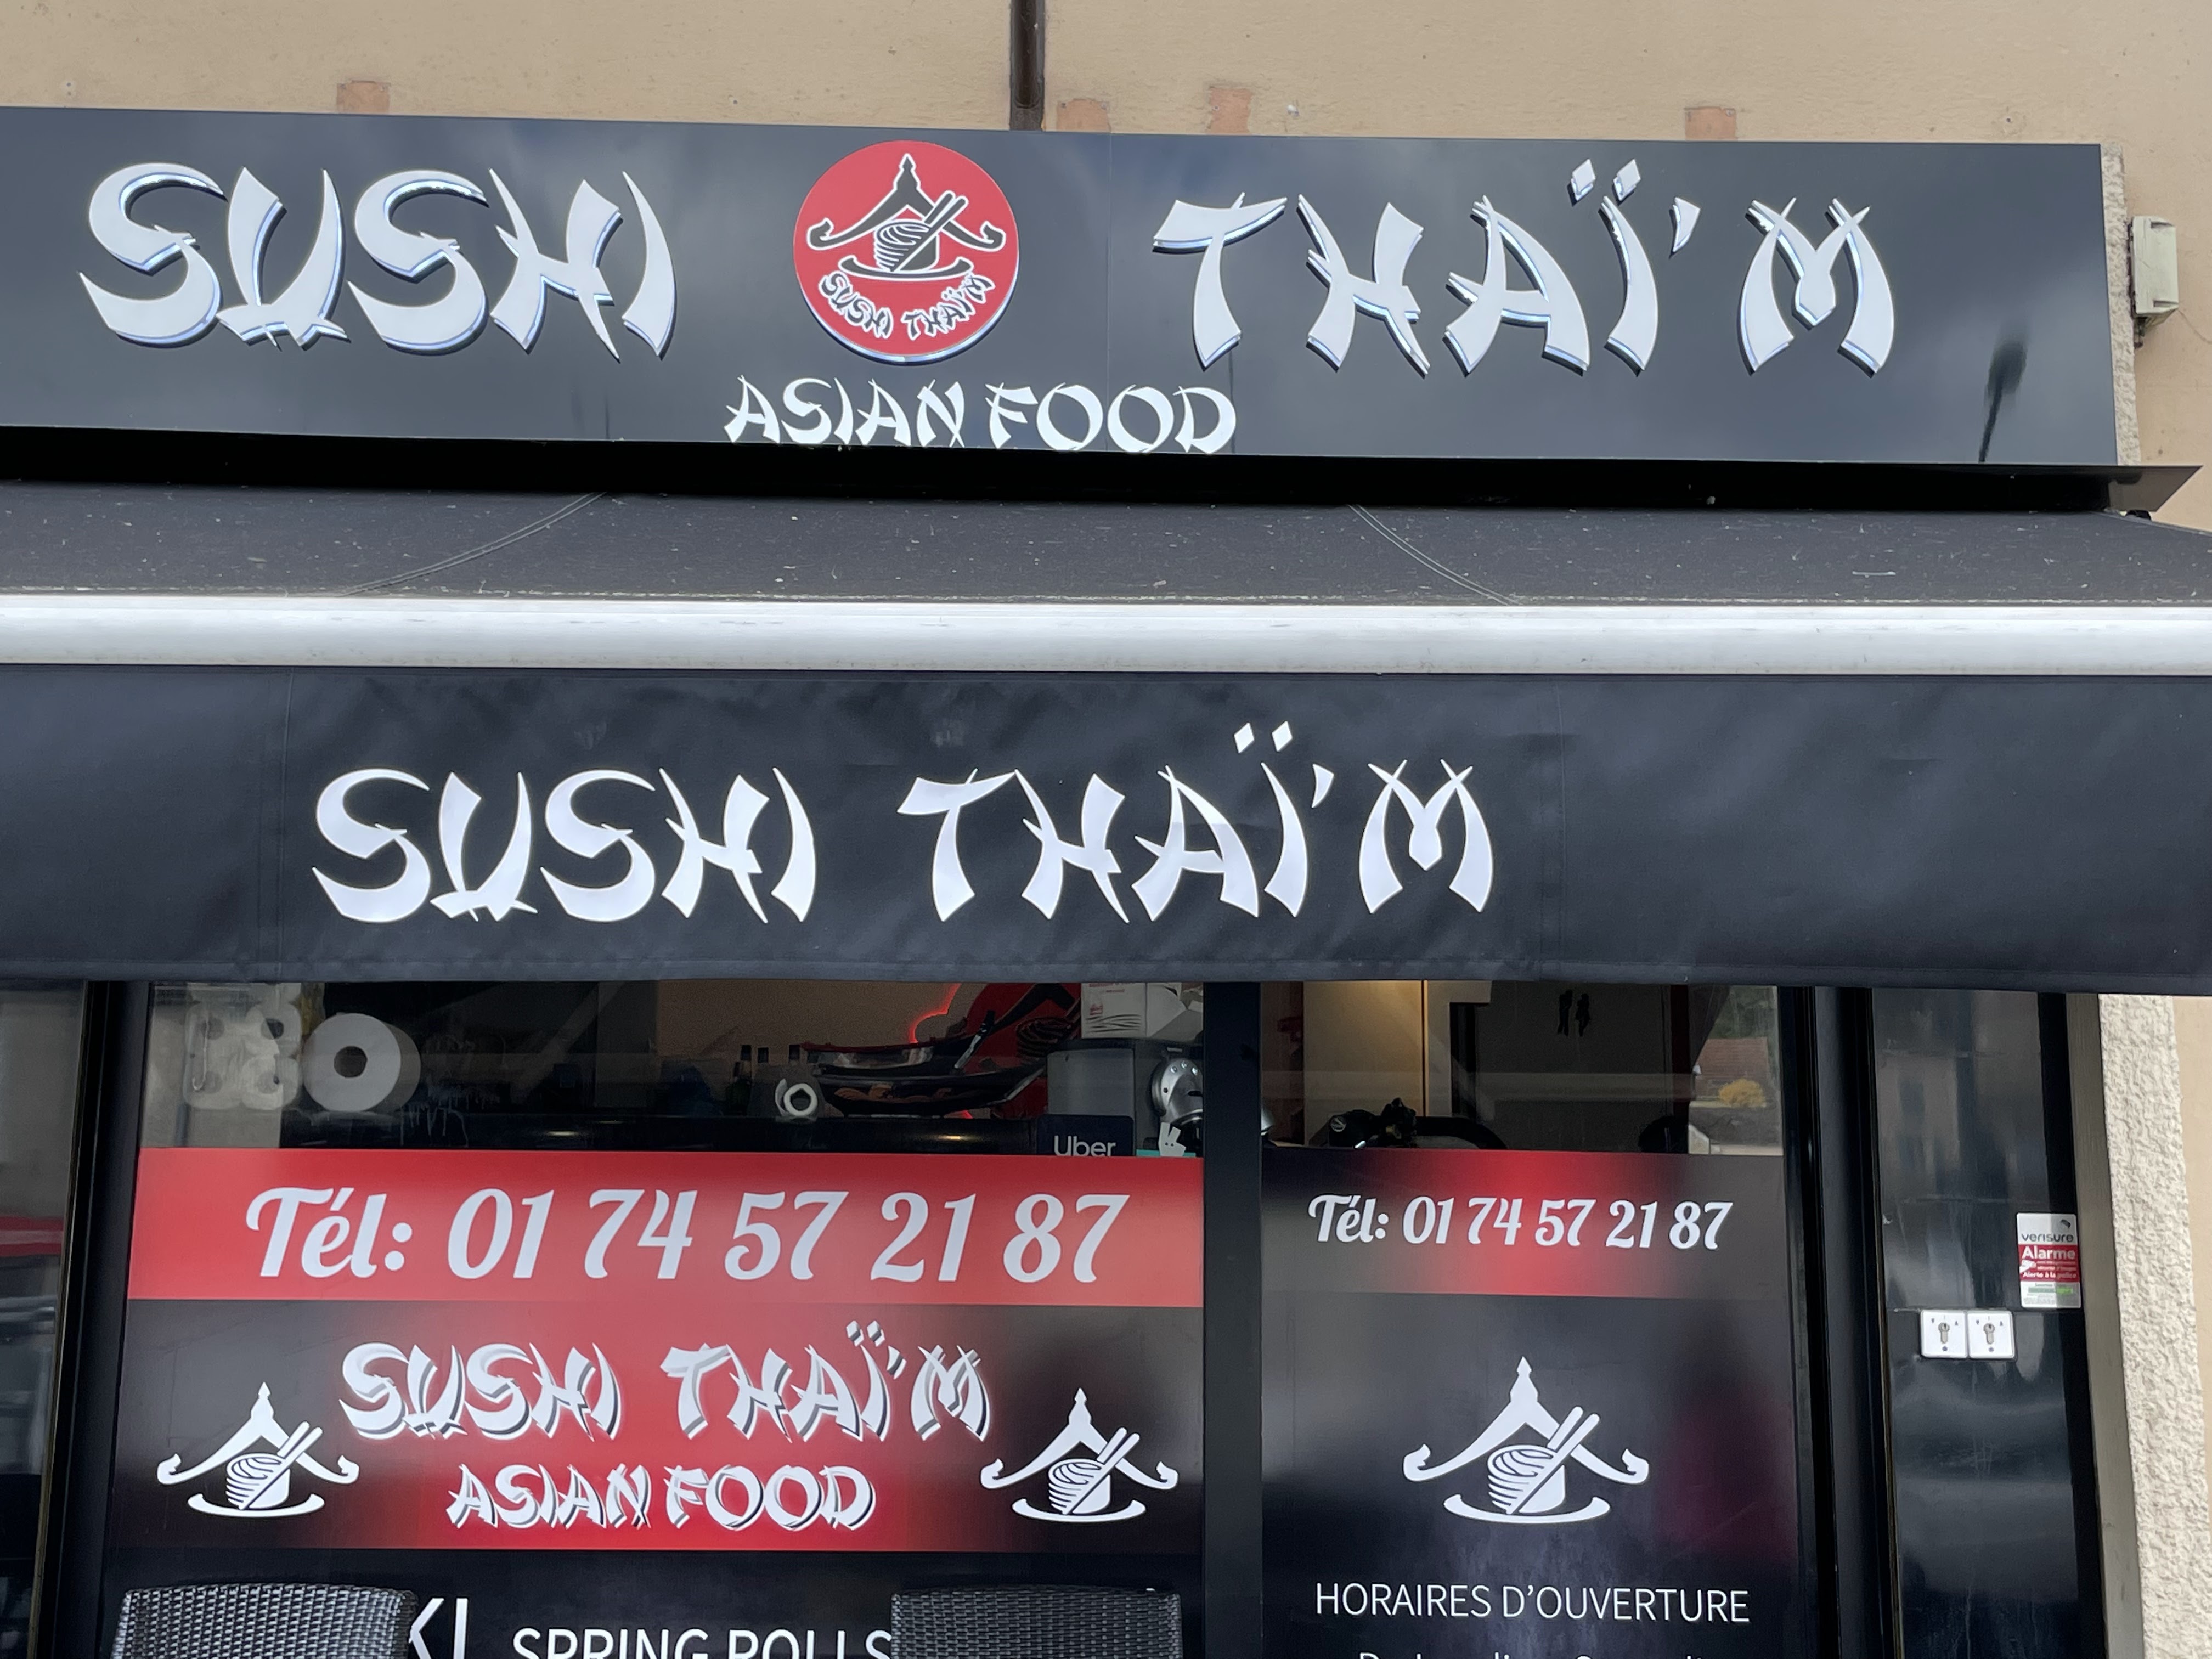 SUSHI THAÏ'M
SUSHI THAÏ'M
ASIAN FOOD
SUSHI THAÏ'M
Uber
Tél: 01 74 57 21 87
SUSHI THAÏ'M
ASIAN FOOD
SPRING ROLLS
Tél: 01 74 57 21 87
HORAIRES D'OUVERTURE
verisure
Alarme